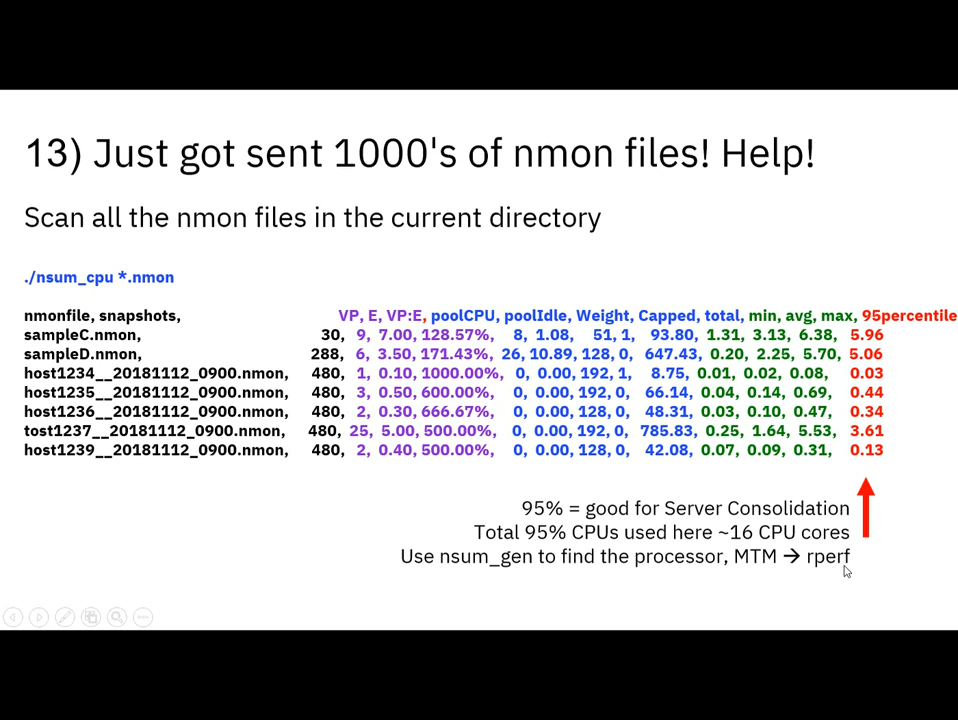 13) Just got sent 1000's of nmon files! Help!
Scan all the nmon files in the current directory
./nsum_cpu *.nmon
nmonfile, snapshots, VP, E, VP:E, poolCPU, poolIdle, Weight, Capped, total, min, avg, max, 95percentile
sampleC.nmon, 30, 9, 7.00, 128.57%, 8, 1.08, 51, 1, 93.80, 1.31, 3.13, 6.38, 5.96
sampleD.nmon, 288, 6, 3.50, 171.43%, 26, 10.89, 128, 0, 647.43, 0.20, 2.25, 5.70, 5.06
host1234__20181112_0900.nmon, 480, 1, 0.10, 1000.00%, 0, 0.00, 192, 1, 8.75, 0.01, 0.02, 0.08, 0.03
host1235__20181112_0900.nmon, 480, 3, 0.50, 600.00%, 0, 0.00, 192, 0, 66.14, 0.04, 0.14, 0.69, 0.44
host1236__20181112_0900.nmon, 480, 2, 0.30, 666.67%, 0, 0.00, 128, 0, 48.31, 0.03, 0.10, 0.47, 0.34
tost1237__20181112_0900.nmon, 480, 25, 5.00, 500.00%, 0, 0.00, 192, 0, 785.83, 0.25, 1.64, 5.53, 3.61
host1239__20181112_0900.nmon, 480, 2, 0.40, 500.00%, 0, 0.00, 128, 0, 42.08, 0.07, 0.09, 0.31, 0.13
95% = good for Server Consolidation
Total 95% CPUs used here ~16 CPU cores
Use nsum_gen to find the processor, MTM → rperf